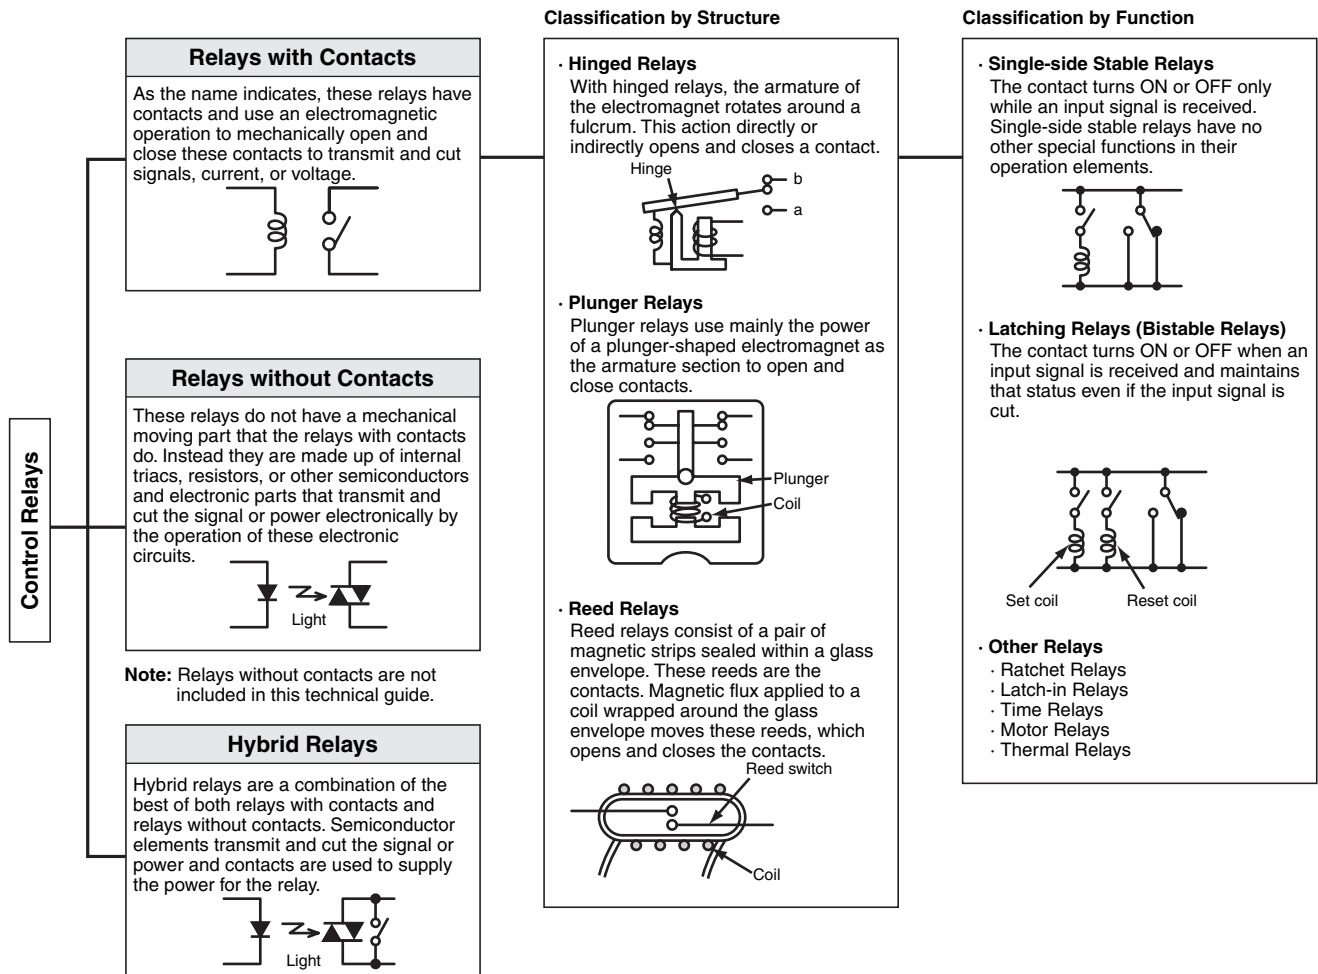 Control Relays
Relays with Contacts
As the name indicates, these relays have
contacts and use an electromagnetic
operation to mechanically open and
close these contacts to transmit and cut
signals, current, or voltage.
Relays without Contacts
These relays do not have a mechanical
moving part that the relays with contacts
do. Instead they are made up of internal
triacs, resistors, or other semiconductors
and electronic parts that transmit and
cut the signal or power electronically by
the operation of these electronic
circuits.
Light
Note: Relays without contacts are not
included in this technical guide.
Hybrid Relays
Hybrid relays are a combination of the
best of both relays with contacts and
relays without contacts. Semiconductor
elements transmit and cut the signal or
power and contacts are used to supply
the power for the relay.
Light
Classification by Structure
· Hinged Relays
With hinged relays, the armature of
the electromagnet rotates around a
fulcrum. This action directly or
indirectly opens and closes a contact.
Hinge
b
a
· Plunger Relays
Plunger relays use mainly the power
of a plunger-shaped electromagnet as
the armature section to open and
close contacts.
Plunger
Coil
· Reed Relays
Reed relays consist of a pair of
magnetic strips sealed within a glass
envelope. These reeds are the
contacts. Magnetic flux applied to a
coil wrapped around the glass
envelope moves these reeds, which
opens and closes the contacts.
Reed switch
Coil
Classification by Function
· Single-side Stable Relays
The contact turns ON or OFF only
while an input signal is received.
Single-side stable relays have no
other special functions in their
operation elements.
· Latching Relays (Bistable Relays)
The contact turns ON or OFF when an
input signal is received and maintains
that status even if the input signal is
cut.
Set coil
Reset coil
· Other Relays
· Ratchet Relays
· Latch-in Relays
· Time Relays
· Motor Relays
· Thermal Relays